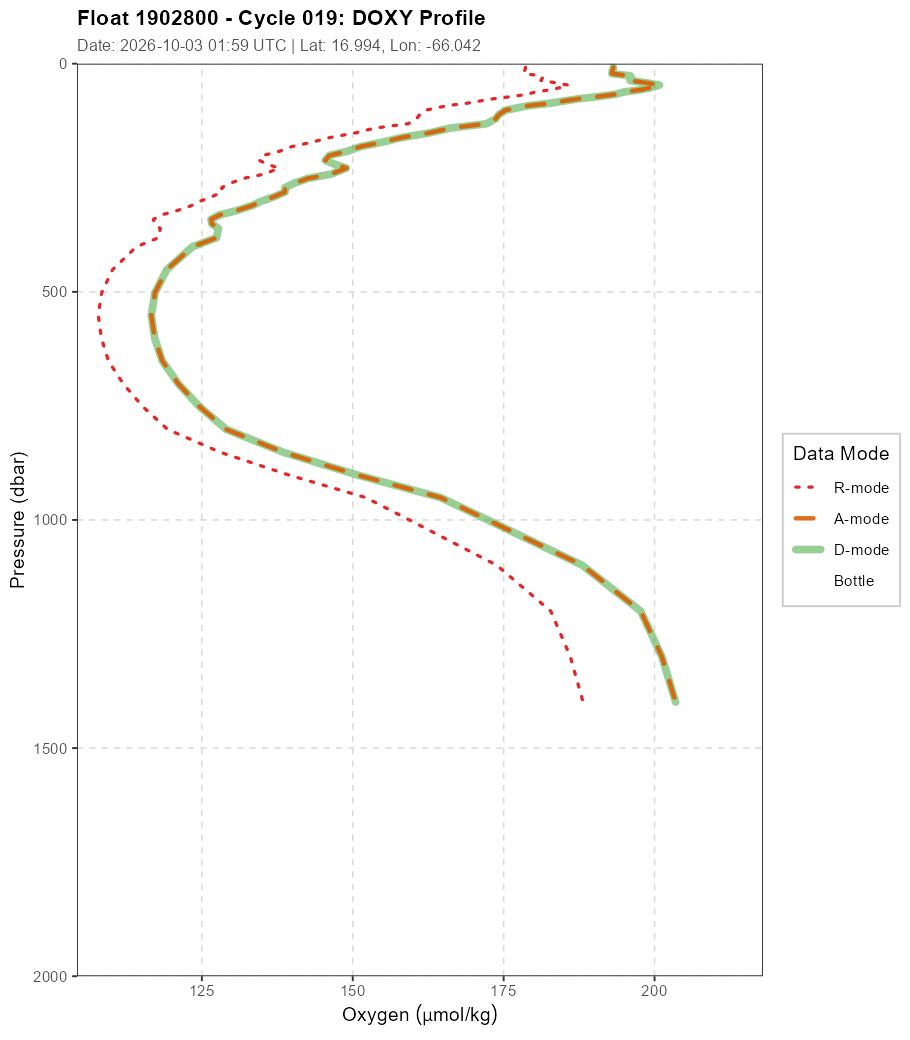 Float 1902800 - Cycle 019: DOXY Profile
Date: 2026-10-03 01:59 UTC | Lat: 16.994, Lon: -66.042
0
500
1000
1500
2000
Pressure (dbar)
125 150 175 200
Oxygen (μmol/kg)
Data Mode
R-mode
A-mode
D-mode
Bottle